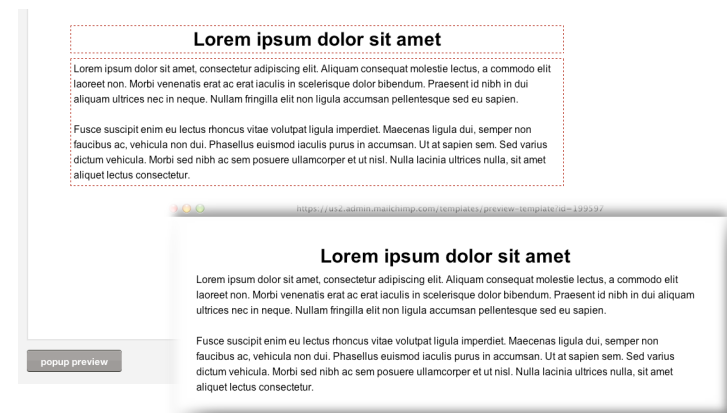 Lorem ipsum dolor sit amet
Lorem ipsum dolor sit amet, consectetur adipiscing elit. Aliquam consequat molestie lectus, a commodo elit
laoreet non. Morbi venenatis erat ac erat iaculis in scelerisque dolor bibendum. Praesent id nibh in dui
aliquam ultrices nec in neque. Nullam fringilla elit non ligula accumsan pellentesque sed eu sapien.
Fusce suscipit enim eu lectus rhoncus vitae volutpat ligula imperdiet. Maecenas ligula dui, semper non
faucibus ac, vehicula non dui. Phasellus euismod iaculis purus in accumsan. Ut at sapien sem. Sed varius
dictum vehicula. Morbi sed nibh ac sem posuere ullamcorper et ut nisl. Nulla lacinia ultrices nulla, sit amet
aliquet lectus consectetur.
https://us2.admin.mailchimp.com/templates/preview-template?id=199597
Lorem ipsum dolor sit amet
Lorem ipsum dolor sit amet, consectetur adipiscing elit. Aliquam consequat molestie lectus, a commodo elit
laoreet non. Morbi venenatis erat ac erat iaculis in scelerisque dolor bibendum. Praesent id nibh in dui aliquam
ultrices nec in neque. Nullam fringilla elit non ligula accumsan pellentesque sed eu sapien.
Fusce suscipit enim eu lectus rhoncus vitae volutpat ligula imperdiet. Maecenas ligula dui, semper non
faucibus ac, vehicula non dui. Phasellus euismod iaculis purus in accumsan. Ut at sapien sem. Sed varius
dictum vehicula. Morbi sed nibh ac sem posuere ullamcorper et ut nisl. Nulla lacinia ultrices nulla, sit amet
aliquet lectus consectetur.
popup preview